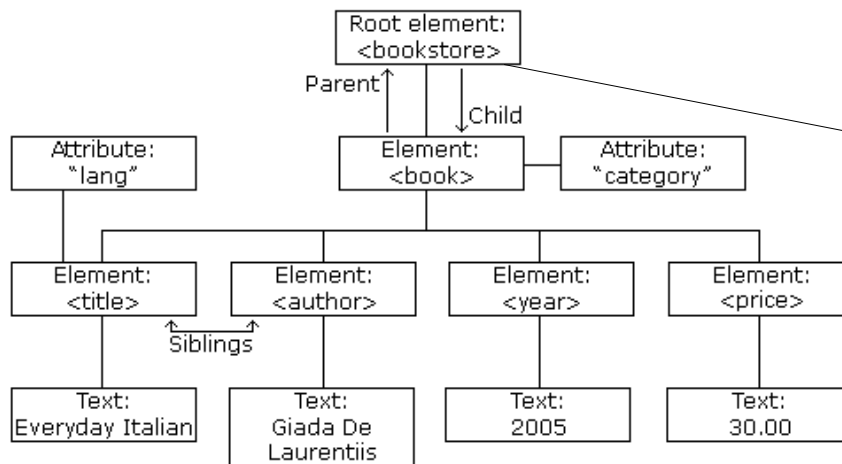 Root element:
<bookstore>
Parent
Child
Attribute:
“lang”
Element:
<book>
Attribute:
“category”
Element:
<title>
Element:
<author>
Element:
<year>
Element:
<price>
Siblings
Text:
Everyday Italian
Text:
Giada De
Laurentiis
Text:
2005
Text:
30.00